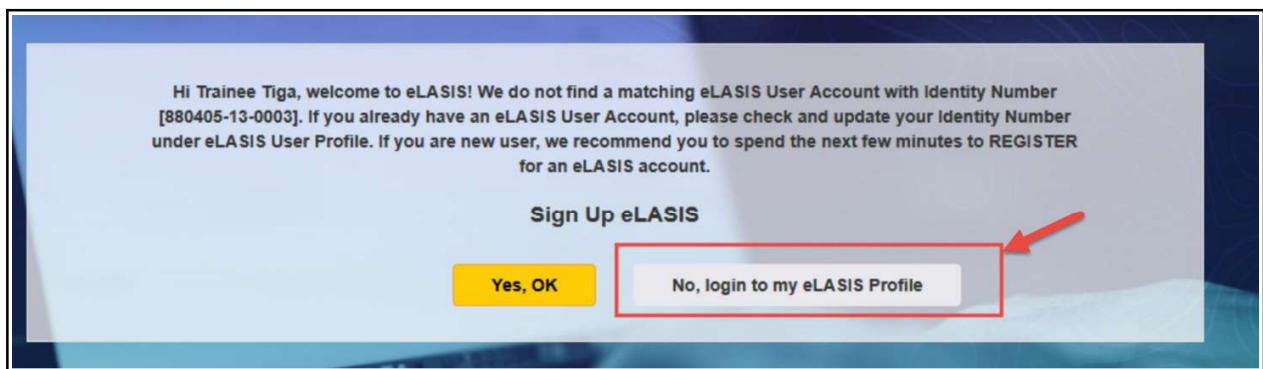 Hi Trainee Tiga, welcome to eLASIS! We do not find a matching eLASIS User Account with Identity Number
[880405-13-0003]. If you already have an eLASIS User Account, please check and update your Identity Number
under eLASIS User Profile. If you are new user, we recommend you to spend the next few minutes to REGISTER
for an eLASIS account.
Sign Up eLASIS
Yes, OK
No, login to my eLASIS Profile